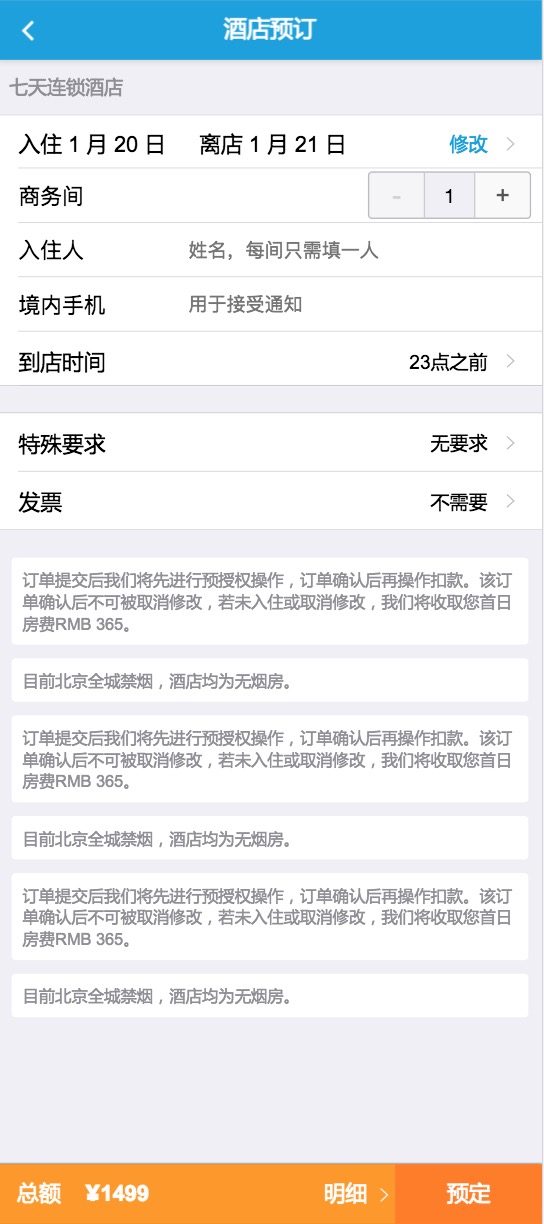 酒店预订
七天连锁酒店
入住 1 月 20 日 离店 1 月 21 日 修改
商务间 - 1 +
入住人 姓名，每间只需填一人
境内手机 用于接受通知
到店时间 23点之前
特殊要求 无要求
发票 不需要
订单提交后我们将先进行预授权操作，订单确认后再操作扣款。该订
单确认后不可被取消修改，若未入住或取消修改，我们将收取您首日
房费RMB 365。
目前北京全城禁烟，酒店均为无烟房。
订单提交后我们将先进行预授权操作，订单确认后再操作扣款。该订
单确认后不可被取消修改，若未入住或取消修改，我们将收取您首日
房费RMB 365。
目前北京全城禁烟，酒店均为无烟房。
订单提交后我们将先进行预授权操作，订单确认后再操作扣款。该订
单确认后不可被取消修改，若未入住或取消修改，我们将收取您首日
房费RMB 365。
目前北京全城禁烟，酒店均为无烟房。
总额 ¥1499 明细 预定